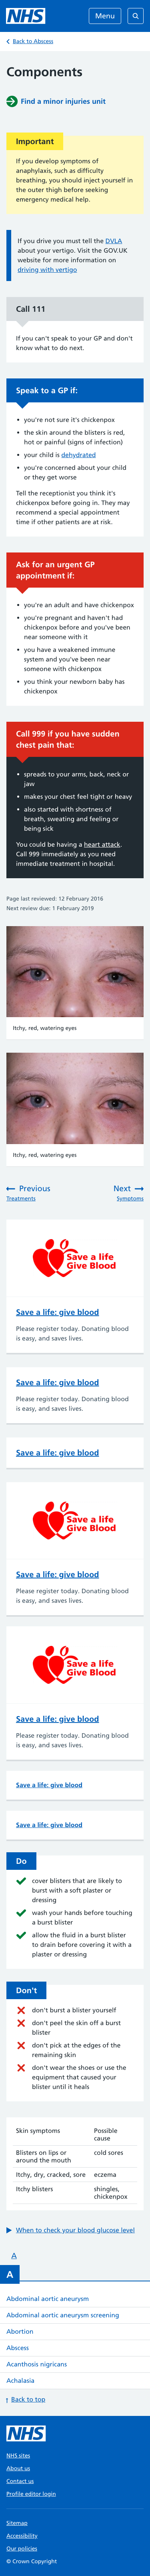 NHS
Menu
Back to Abscess
Components
Find a minor injuries unit
Important
If you develop symptoms of
anaphylaxis, such as difficulty
breathing, you should inject yourself in
the outer thigh before seeking
emergency medical help.
If you drive you must tell the DVLA
about your vertigo. Visit the GOV.UK
website for more information on
driving with vertigo
Call 111
If you can't speak to your GP and don't
know what to do next.
Speak to a GP if:
you're not sure it's chickenpox
the skin around the blisters is red,
hot or painful (signs of infection)
your child is dehydrated
you're concerned about your child
or they get worse
Tell the receptionist you think it's
chickenpox before going in. They may
recommend a special appointment
time if other patients are at risk.
Ask for an urgent GP
appointment if:
you're an adult and have chickenpox
you're pregnant and haven't had
chickenpox before and you've been
near someone with it
you have a weakened immune
system and you've been near
someone with chickenpox
you think your newborn baby has
chickenpox
Call 999 if you have sudden
chest pain that:
spreads to your arms, back, neck or
jaw
makes your chest feel tight or heavy
also started with shortness of
breath, sweating and feeling or
being sick
You could be having a heart attack.
Call 999 immediately as you need
immediate treatment in hospital.
Page last reviewed: 12 February 2016
Next review due: 1 February 2019
Itchy, red, watering eyes
Itchy, red, watering eyes
Previous
Treatments
Next
Symptoms
Save a life
Give Blood
Save a life: give blood
Please register today. Donating blood
is easy, and saves lives.
Save a life: give blood
Please register today. Donating blood
is easy, and saves lives.
Save a life: give blood
Save a life
Give Blood
Save a life: give blood
Please register today. Donating blood
is easy, and saves lives.
Save a life
Give Blood
Save a life: give blood
Please register today. Donating blood
is easy, and saves lives.
Save a life: give blood
Save a life: give blood
Do
cover blisters that are likely to
burst with a soft plaster or
dressing
wash your hands before touching
a burst blister
allow the fluid in a burst blister
to drain before covering it with a
plaster or dressing
Don't
don't burst a blister yourself
don't peel the skin off a burst
blister
don't pick at the edges of the
remaining skin
don't wear the shoes or use the
equipment that caused your
blister until it heals
Skin symptoms Possible
cause
Blisters on lips or cold sores
around the mouth
Itchy, dry, cracked, sore eczema
Itchy blisters shingles,
chickenpox
When to check your blood glucose level
A
A
Abdominal aortic aneurysm
Abdominal aortic aneurysm screening
Abortion
Abscess
Acanthosis nigricans
Achalasia
Back to top
NHS
NHS sites
About us
Contact us
Profile editor login
Sitemap
Accessibility
Our policies
© Crown Copyright